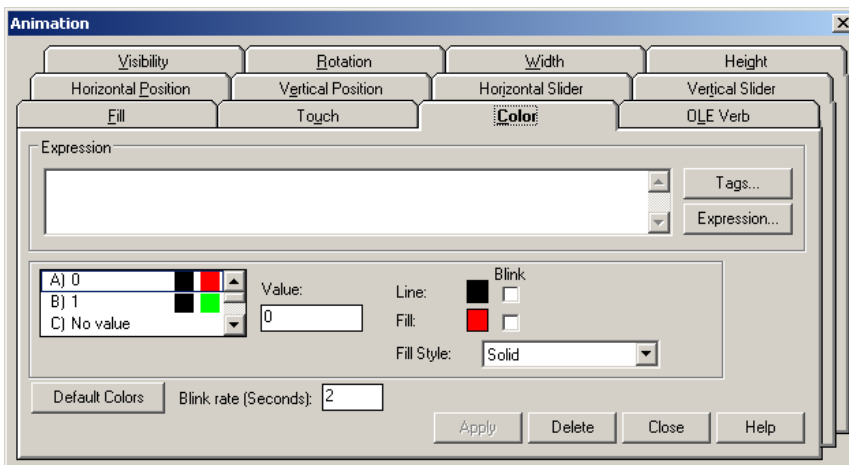 Animation
Visibility Rotation Width Height
Horizontal Position Vertical Position Horizontal Slider Vertical Slider
Fill Touch Color OLE Verb
Expression
Tags...
Expression...
A) 0
B) 1
C) No value
Value:
0
Blink
Line:
Fill:
Fill Style: Solid
Default Colors Blink rate (Seconds): 2
Apply Delete Close Help